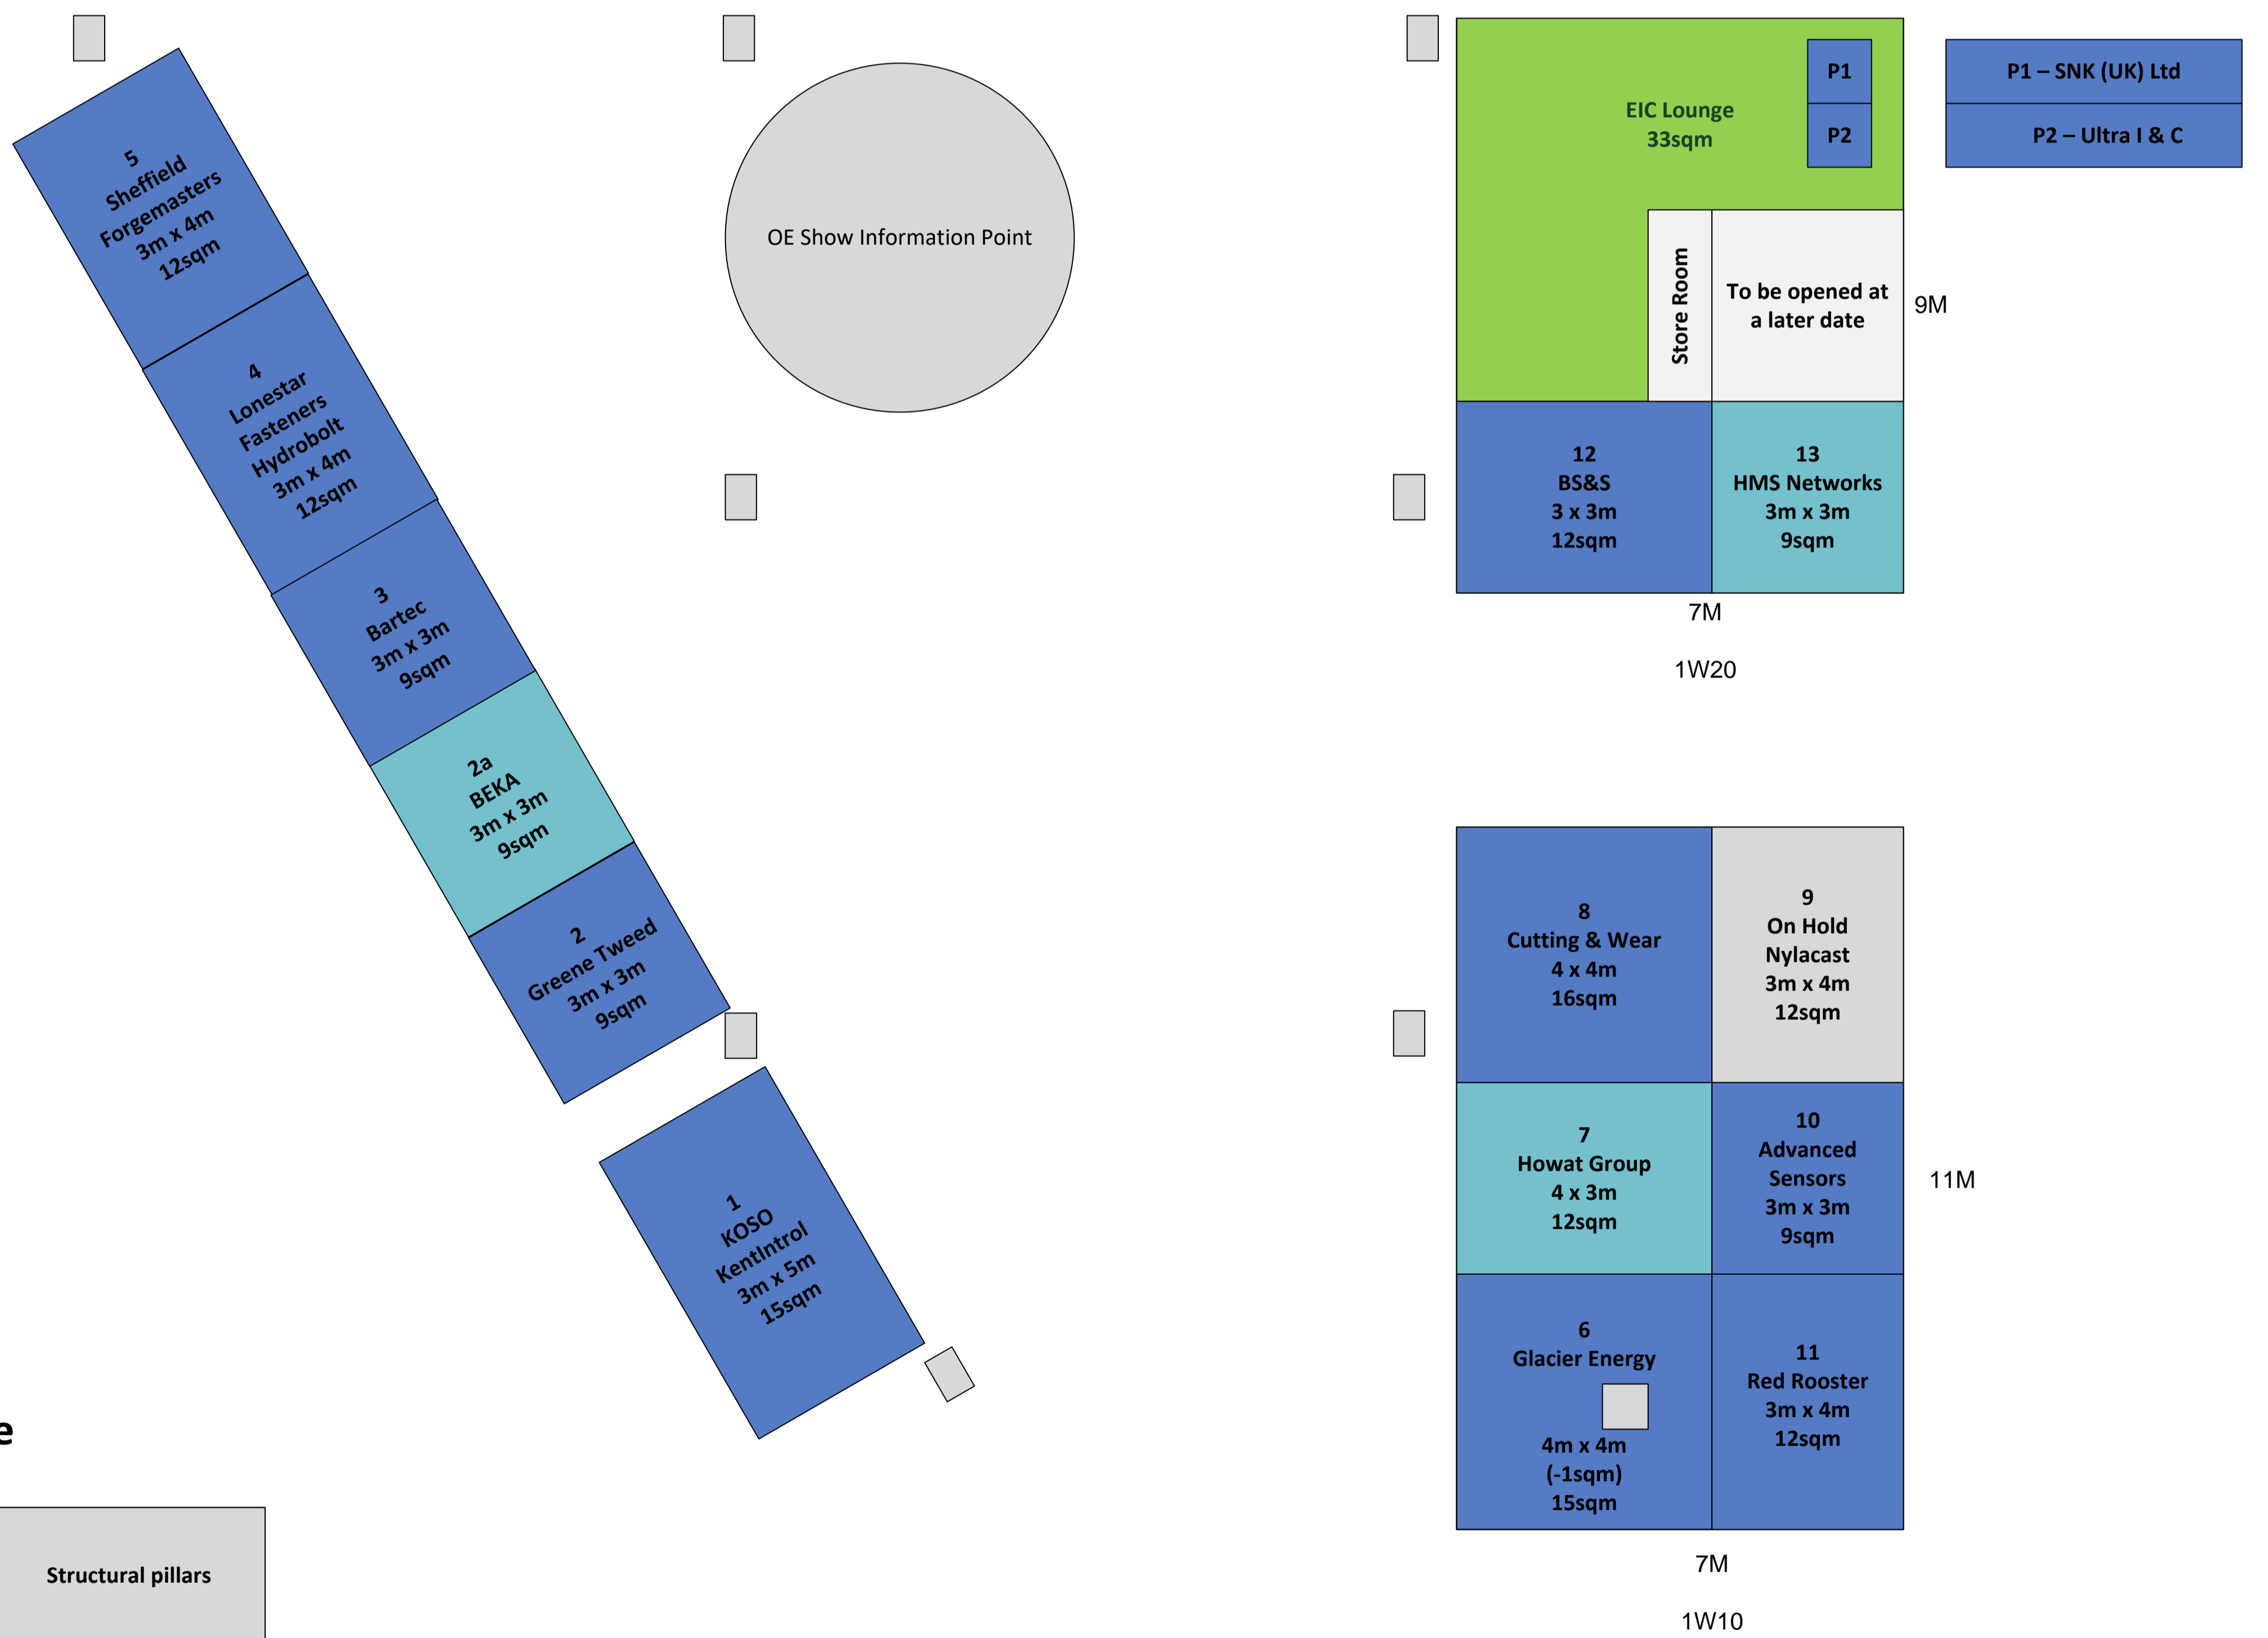 5
Sheffield
Forgemasters
3m x 4m
12sqm
4
Lonestar
Fasteners
Hydrobolt
3m x 4m
12sqm
3
Bartec
3m x 3m
9sqm
2a
BEKA
3m x 3m
9sqm
2
Greene Tweed
3m x 3m
9sqm
1
KOSO
KentIntrol
3m x 5m
15sqm
e
Structural pillars
OE Show Information Point
EIC Lounge
33sqm
P1
P2
P1 – SNK (UK) Ltd
P2 – Ultra I & C
Store Room
To be opened at
a later date
9M
12
BS&S
3 x 3m
12sqm
13
HMS Networks
3m x 3m
9sqm
7M
1W20
8
Cutting & Wear
4 x 4m
16sqm
9
On Hold
Nylacast
3m x 4m
12sqm
7
Howat Group
4 x 3m
12sqm
10
Advanced
Sensors
3m x 3m
9sqm
11M
6
Glacier Energy
4m x 4m
(-1sqm)
15sqm
11
Red Rooster
3m x 4m
12sqm
7M
1W10